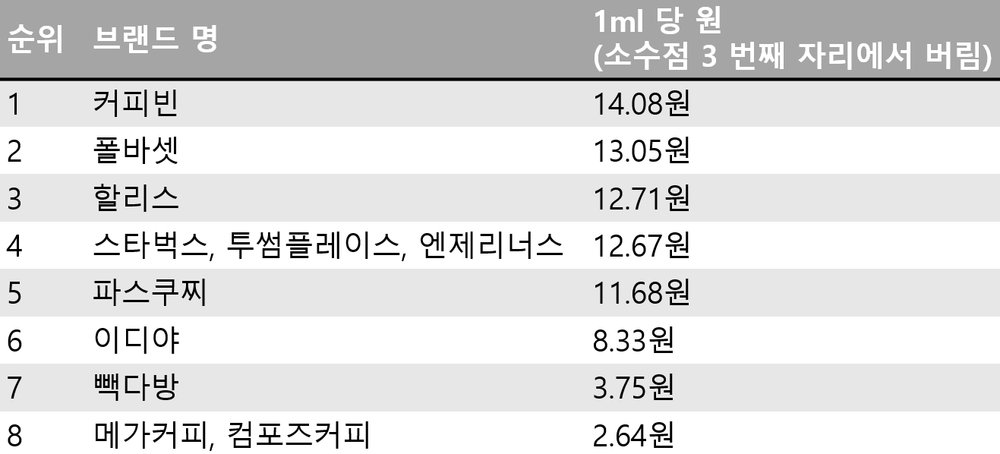 순위 브랜드 명 1ml 당 원
(소수점 3 번째 자리에서 버림)
1 커피빈 14.08원
2 폴바셋 13.05원
3 할리스 12.71원
4 스타벅스, 투썸플레이스, 엔제리너스 12.67원
5 파스쿠찌 11.68원
6 이디야 8.33원
7 빽다방 3.75원
8 메가커피, 컴포즈커피 2.64원